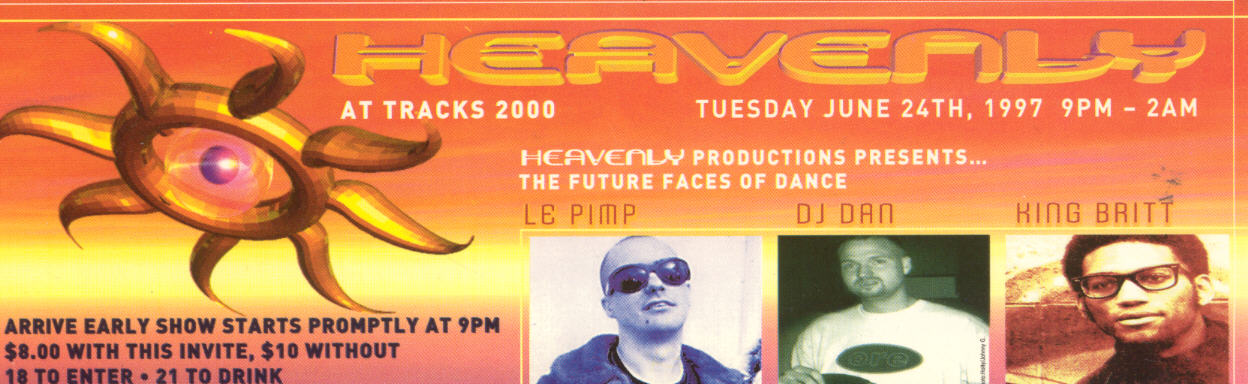 HEAVENLY
AT TRACKS 2000
TUESDAY JUNE 24TH, 1997 9PM – 2AM
HEAVENLY PRODUCTIONS PRESENTS...
THE FUTURE FACES OF DANCE
LE PIMP
DJ DAN
KING BRITT
ARRIVE EARLY SHOW STARTS PROMPTLY AT 9PM
$8.00 WITH THIS INVITE, $10 WITHOUT
18 TO ENTER • 21 TO DRINK
ere